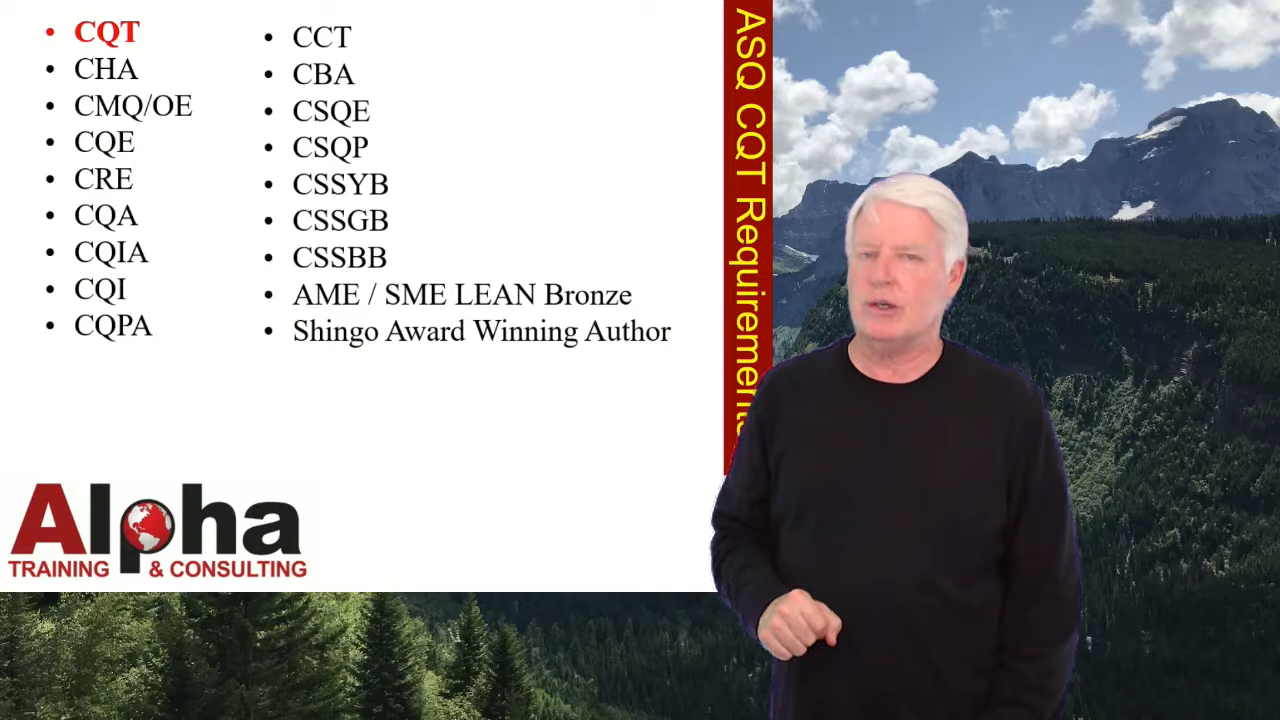 CQT
CHA
CMQ/OE
CQE
CRE
CQA
CQIA
CQI
CQPA
CCT
CBA
CSQE
CSQP
CSSYB
CSSGB
CSSBB
AME / SME LEAN Bronze
Shingo Award Winning Author
ASQ CQT Requirements
Alpha
TRAINING & CONSULTING